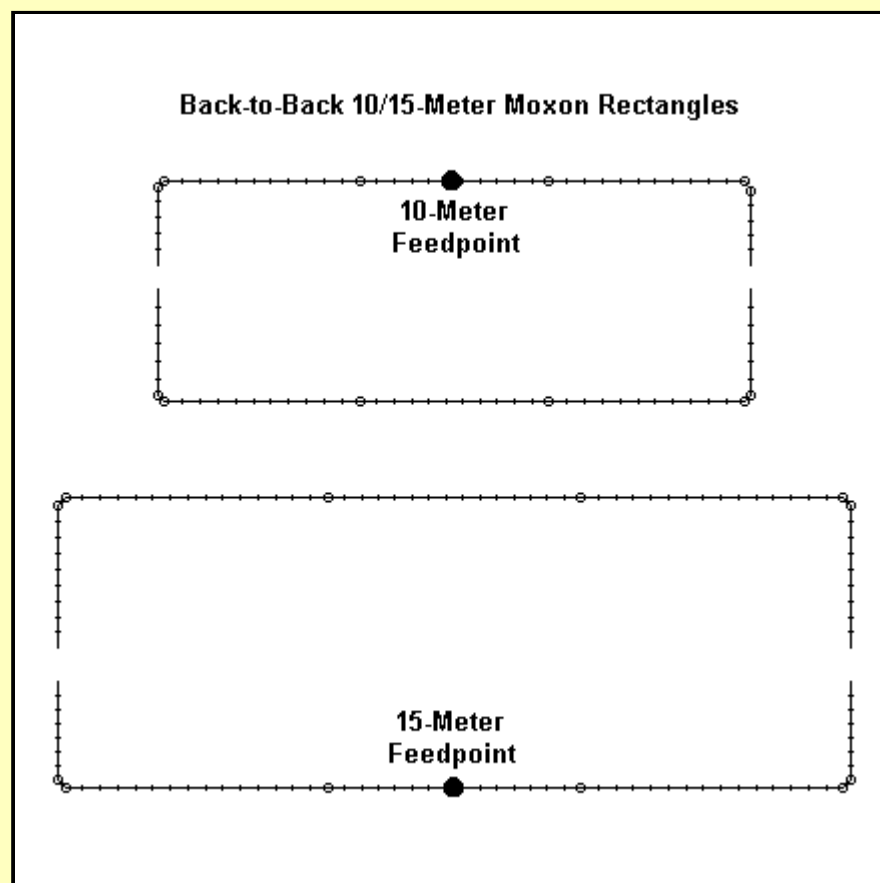 Back-to-Back 10/15-Meter Moxon Rectangles
10-Meter
Feedpoint
15-Meter
Feedpoint